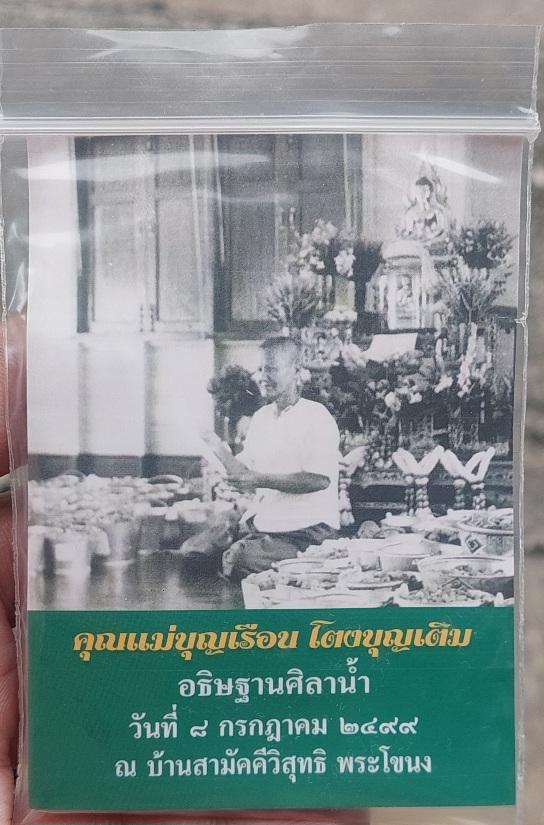 คุณแม่บุญเรือน โตงบุญเติม
อธิษฐานศิลาน้ำ
วันที่ ๘ กรกฎาคม ๒๔๙๙
ณ บ้านสามัคคีวิสุทธิ พระโขนง